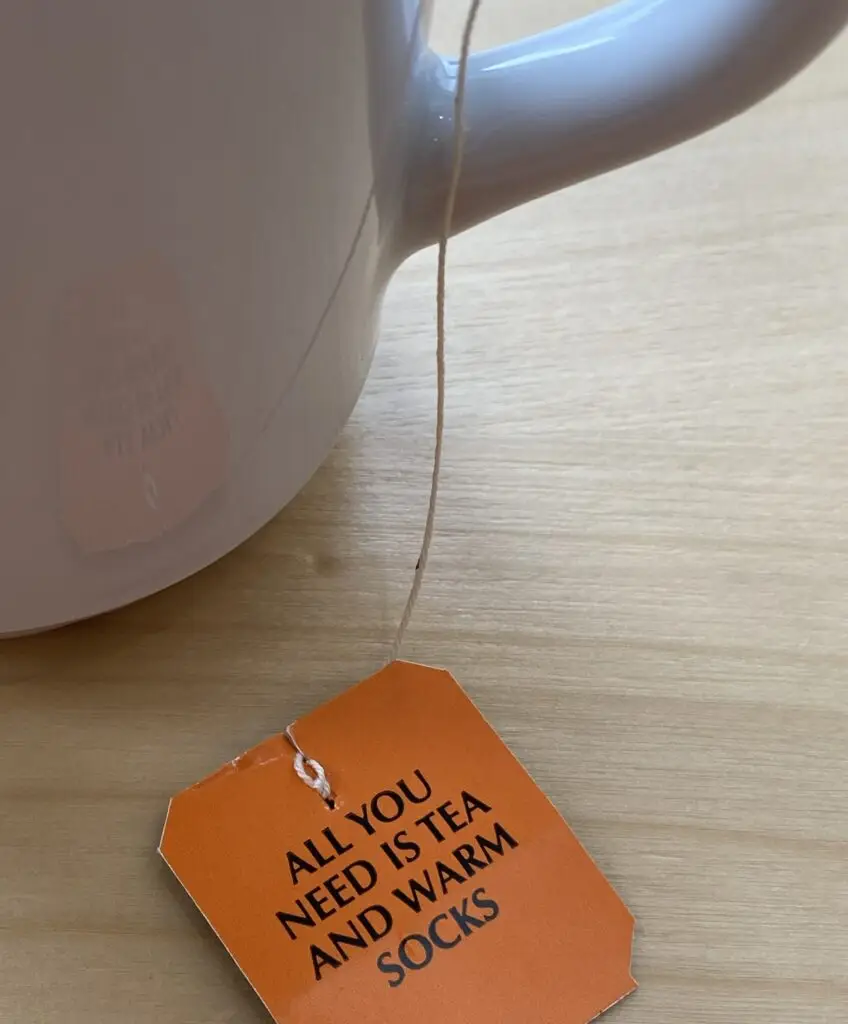 ALL YOU
NEED IS TEA
AND WARM
SOCKS